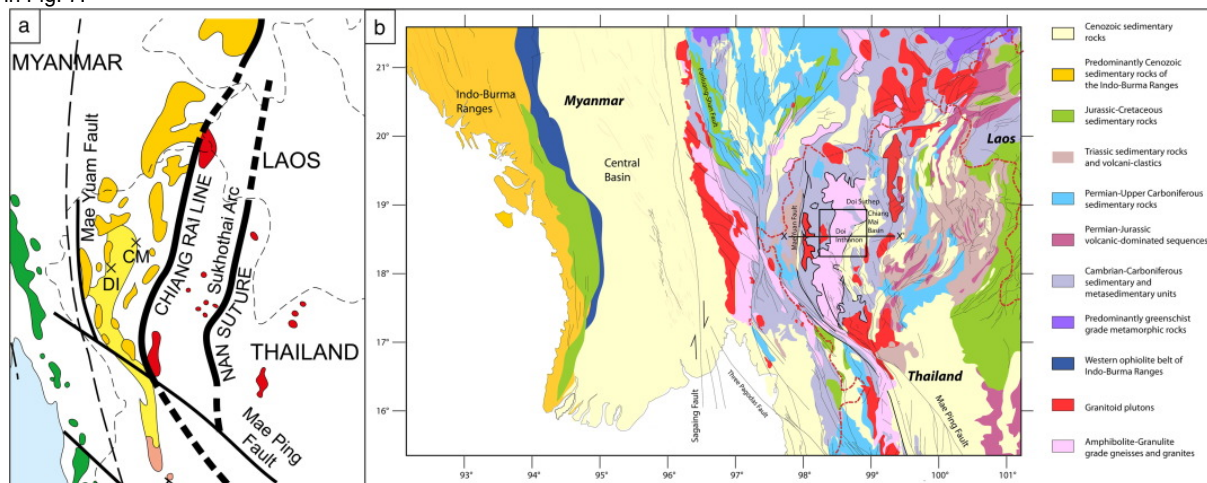 in Fig. 1.
a
MYANMAR
Mae Yuam Fault
LAOS
CHIANG RAI LINE
Sukhothai Arc
CM
DI
NAN SUTURE
THAILAND
Mae Ping
Fault
b
21°
20°
19°
18°
17°
16°
93°
94°
95°
96°
97°
98°
99°
100°
101°
Indo-Burma
Ranges
Myanmar
Central
Basin
Laos
Doi Suthep
Chiang
Mai
Basin
Doi
Inthanon
X
X'
Thailand
Sagaing Fault
Three Pagodas Fault
Mae Ping Fault
Cenozoic sedimentary
rocks
Predominantly Cenozoic
sedimentary rocks of
the Indo-Burma Ranges
Jurassic-Cretaceous
sedimentary rocks
Triassic sedimentary rocks
and volcani-clastics
Permian-Upper Carboniferous
sedimentary rocks
Permian-Jurassic
volcanic-dominated sequences
Cambrian-Carboniferous
sedimentary and
metasedimentary units
Predominantly greenschist
grade metamorphic rocks
Western ophiolite belt of
Indo-Burma Ranges
Granitoid plutons
Amphibolite-Granulite
grade gneisses and granites